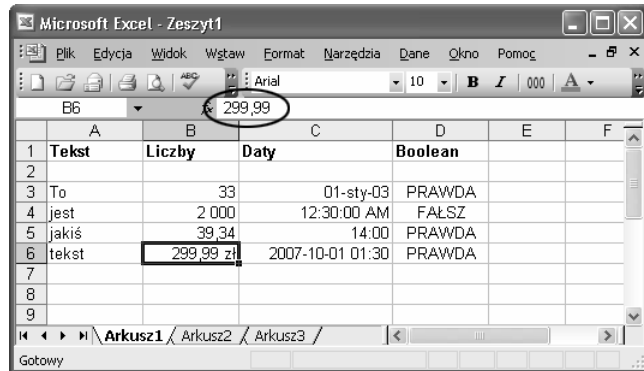 Microsoft Excel - Zeszyt1
Plik Edycja Widok Wstaw Format Narzędzia Dane Okno Pomoc
ABC Arial 10 B I 000 A
B6 fx 299,99
A B C D E F
1 Tekst Liczby Daty Boolean
2
3 To 33 01-sty-03 PRAWDA
4 jest 2 000 12:30:00 AM FAŁSZ
5 jakiś 39,34 14:00 PRAWDA
6 tekst 299,99 zł 2007-10-01 01:30 PRAWDA
7
8
9
Arkusz1 / Arkusz2 / Arkusz3 /
Gotowy